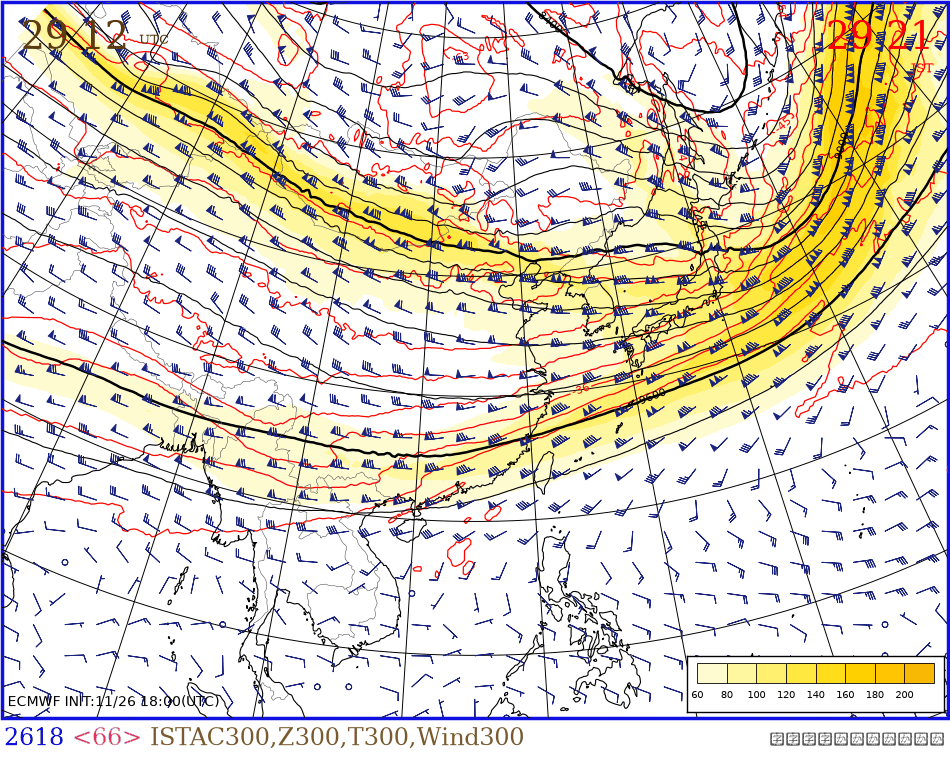 29.12 UTC
29.21 JST
9600
60 80 100 120 140 160 180 200
ECMWF INIT:11/26 18:00(UTC)
2618 <66> ISTAC300,Z300,T300,Wind300